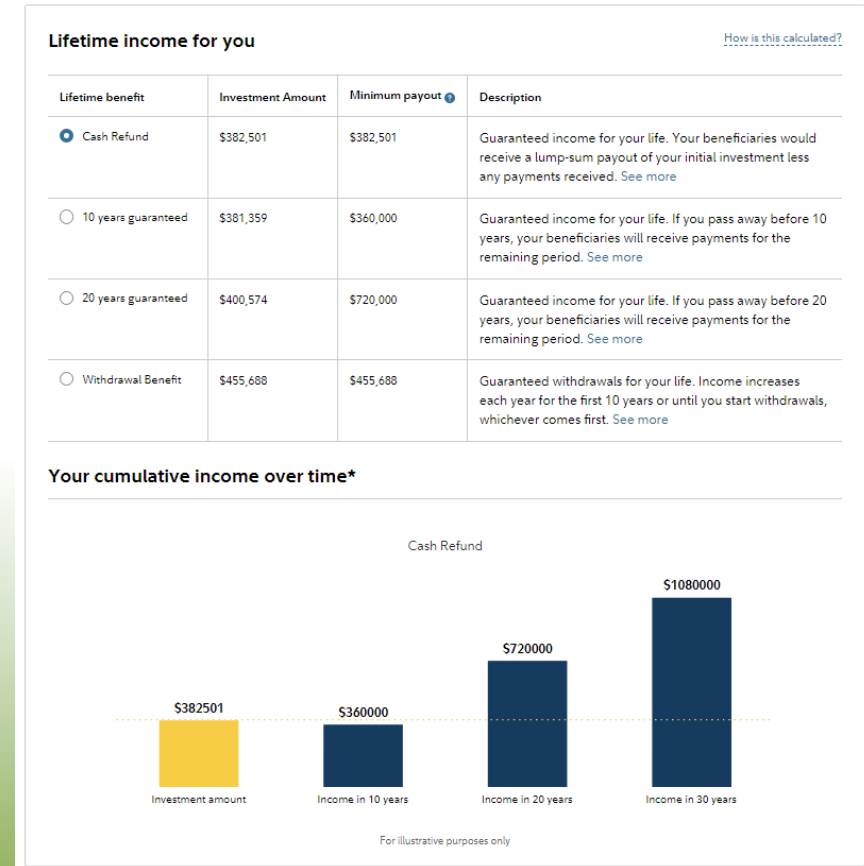 Lifetime income for you
How is this calculated?
Lifetime benefit Investment Amount Minimum payout ?
Description
Cash Refund $382,501 $382,501
Guaranteed income for your life. Your beneficiaries would
receive a lump-sum payout of your initial investment less
any payments received. See more
10 years guaranteed $381,359 $360,000
Guaranteed income for your life. If you pass away before 10
years, your beneficiaries will receive payments for the
remaining period. See more
20 years guaranteed $400,574 $720,000
Guaranteed income for your life. If you pass away before 20
years, your beneficiaries will receive payments for the
remaining period. See more
Withdrawal Benefit $455,688 $455,688
Guaranteed withdrawals for your life. Income increases
each year for the first 10 years or until you start withdrawals,
whichever comes first. See more
Your cumulative income over time*
Cash Refund
$382501
$360000
$720000
$1080000
Investment amount
Income in 10 years
Income in 20 years
Income in 30 years
For illustrative purposes only